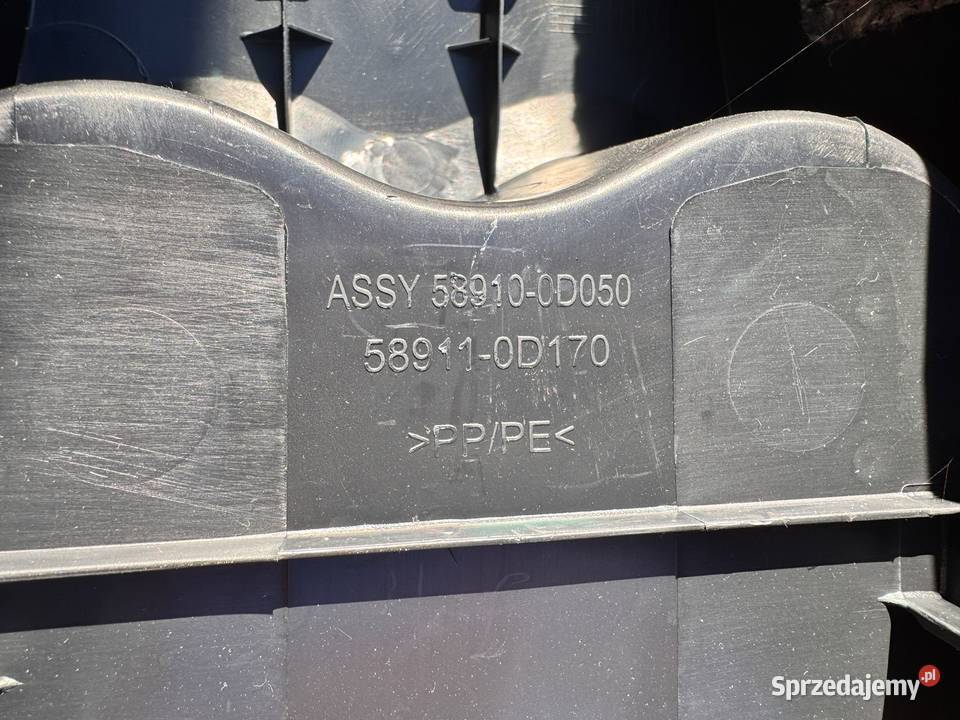 ASSY 58910-0D050
58911-0D170
>PP/PE<
Sprzedajemy.pl